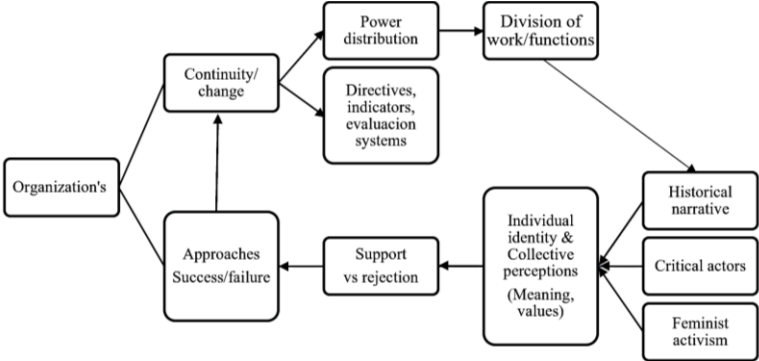 Power
distribution
Division of
work/functions
Continuity/
change
Directives,
indicators,
evaluacion
systems
Organization's
Historical
narrative
Individual
identity &
Collective
perceptions
(Meaning,
values)
Approaches
Success/failure
Support
vs rejection
Critical actors
Feminist
activism